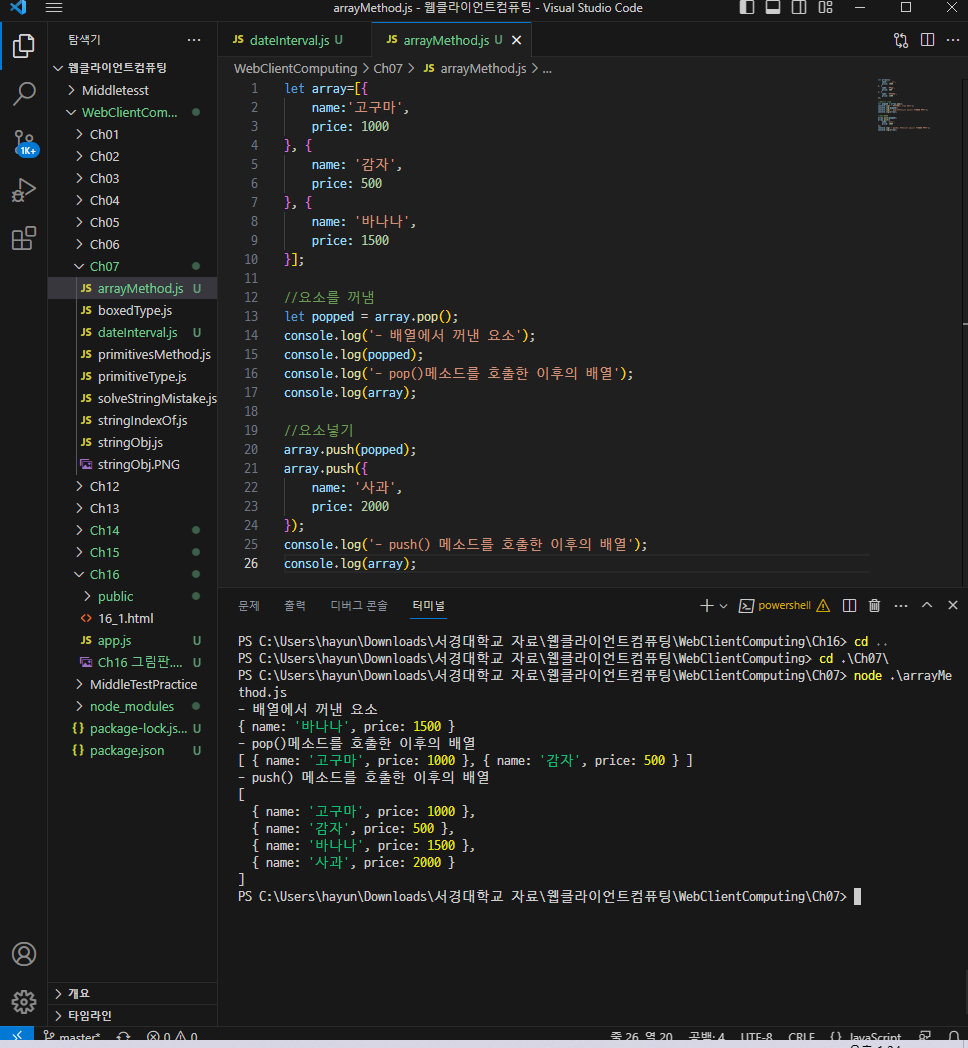 arrayMethod.js - 웹클라이언트컴퓨팅 - Visual Studio Code
탐색기
웹클라이언트컴퓨팅
Middletesst
WebClientCom...
Ch01
Ch02
Ch03
Ch04
Ch05
Ch06
Ch07
JS arrayMethod.js U
JS boxedType.js
JS dateInterval.js U
JS primitivesMethod.js
JS primitiveType.js
JS solveStringMistake.js
JS stringIndexOf.js
JS stringObj.js
stringObj.PNG
Ch12
Ch13
Ch14
Ch15
Ch16
public
<> 16_1.html
JS app.js U
Ch16 그림판.... U
MiddleTestPractice
node_modules
{} package-lock.js... U
{} package.json U
개요
타임라인
1K+
JS dateInterval.js U
JS arrayMethod.js U
WebClientComputing > Ch07 > JS arrayMethod.js > ...
1 let array=[{
2 name:'고구마',
3 price: 1000
4 }, {
5 name: '감자',
6 price: 500
7 }, {
8 name: '바나나',
9 price: 1500
10 }];
11
12 //요소를 꺼냄
13 let popped = array.pop();
14 console.log('- 배열에서 꺼낸 요소');
15 console.log(popped);
16 console.log('- pop()메소드를 호출한 이후의 배열');
17 console.log(array);
18
19 //요소넣기
20 array.push(popped);
21 array.push({
22 name: '사과',
23 price: 2000
24 });
25 console.log('- push() 메소드를 호출한 이후의 배열');
26 console.log(array);
문제 출력 디버그 콘솔 터미널
powershell
PS C:\Users\hayun\Downloads\서경대학교 자료\웹클라이언트컴퓨팅\WebClientComputing\Ch16> cd ..
PS C:\Users\hayun\Downloads\서경대학교 자료\웹클라이언트컴퓨팅\WebClientComputing> cd .\Ch07\
PS C:\Users\hayun\Downloads\서경대학교 자료\웹클라이언트컴퓨팅\WebClientComputing\Ch07> node .\arrayMe
thod.js
- 배열에서 꺼낸 요소
{ name: '바나나', price: 1500 }
- pop()메소드를 호출한 이후의 배열
[ { name: '고구마', price: 1000 }, { name: '감자', price: 500 } ]
- push() 메소드를 호출한 이후의 배열
[
{ name: '고구마', price: 1000 },
{ name: '감자', price: 500 },
{ name: '바나나', price: 1500 },
{ name: '사과', price: 2000 }
]
PS C:\Users\hayun\Downloads\서경대학교 자료\웹클라이언트컴퓨팅\WebClientComputing\Ch07>
master* 0 0 줄 26, 열 20 공백: 4 UTF-8 CRLF {} JavaScript